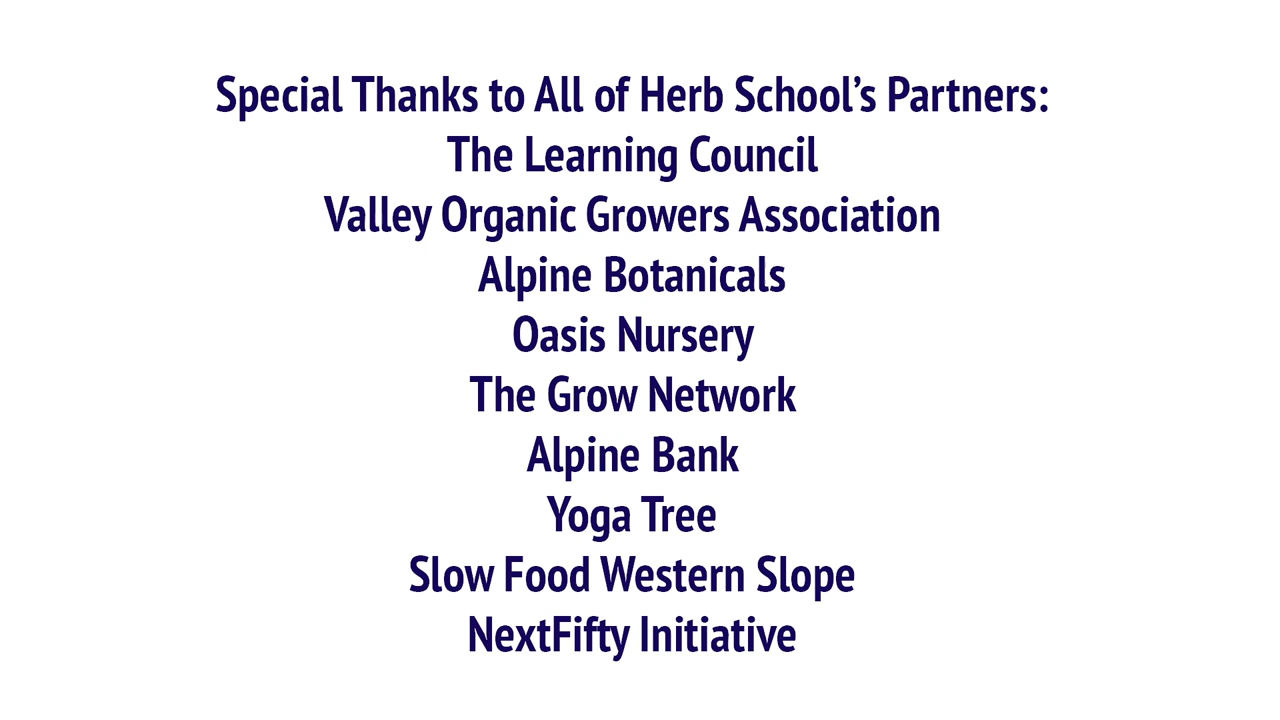 Special Thanks to All of Herb School’s Partners:
The Learning Council
Valley Organic Growers Association
Alpine Botanicals
Oasis Nursery
The Grow Network
Alpine Bank
Yoga Tree
Slow Food Western Slope
NextFifty Initiative